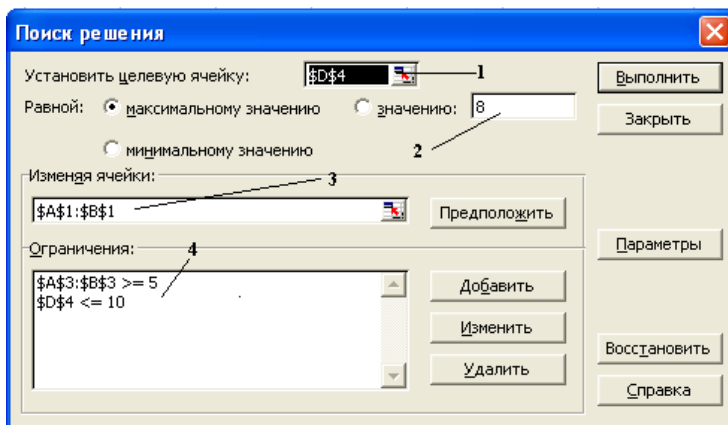 Поиск решения
Установить целевую ячейку: $D$4 1 Выполнить
Равной: максимальному значению значению: 8 Закрыть
минимальному значению 2
Изменяя ячейки: 3
$A$1:$B$1 Предположить
Ограничения: 4 Параметры
$A$3:$B$3 >= 5 Добавить
$D$4 <= 10
Изменить
Восстановить
Удалить
Справка